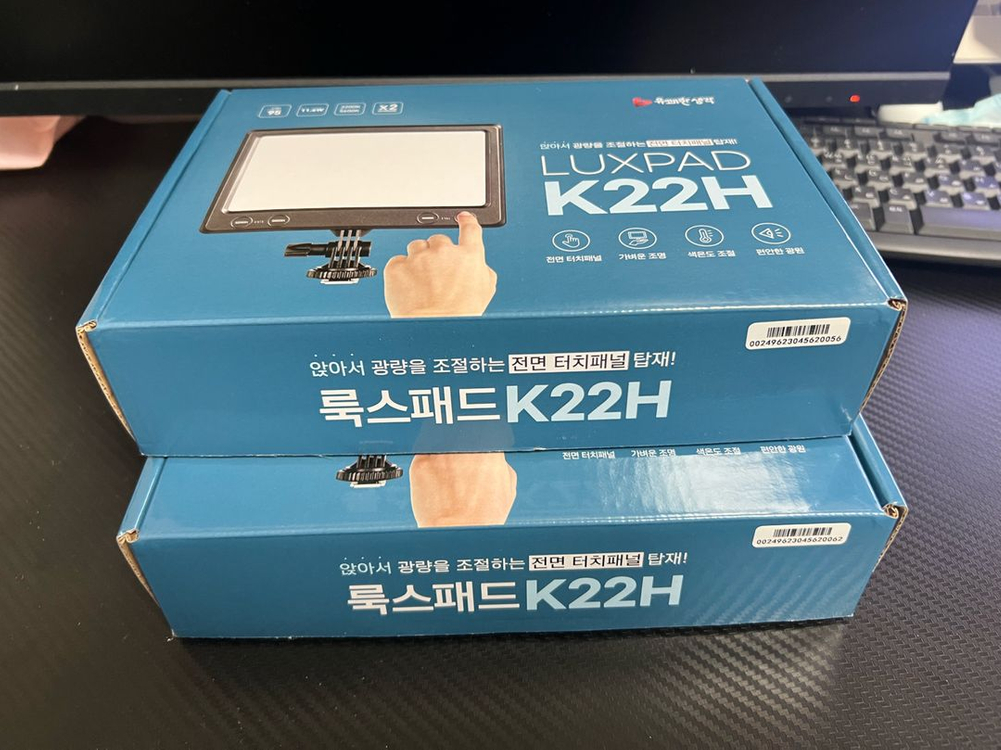 11.4W
X2
유쾌한생각
앉아서 광량을 조절하는 전면 터치패널 탑재!
LUXPAD
K22H
전면 터치패널
가벼운 조명
색온도 조절
편안한 광원
00249623045620056
앉아서 광량을 조절하는 전면 터치패널 탑재!
룩스패드K22H
전면 터치패널
가벼운 조명
색온도 조절
편안한 광원
00249623045620062
앉아서 광량을 조절하는 전면 터치패널 탑재!
룩스패드K22H